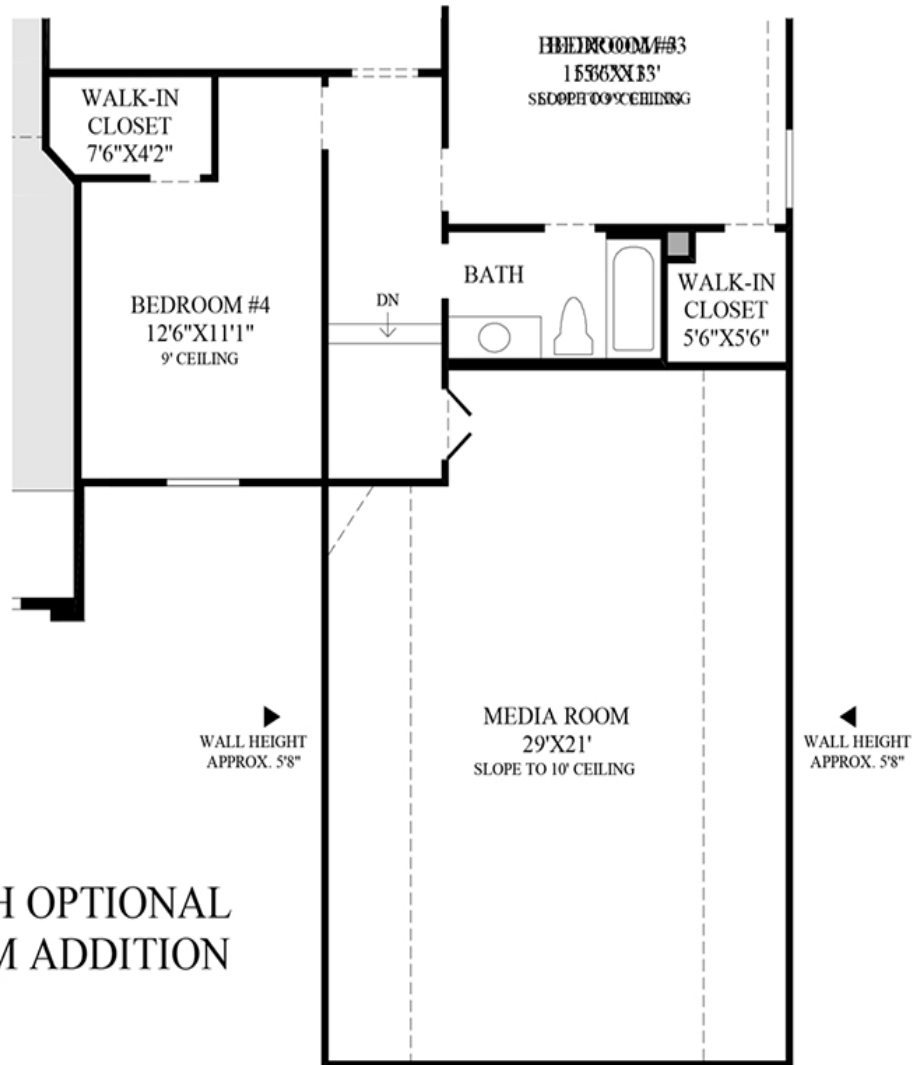 WALK-IN
CLOSET
7'6"X4'2"
BEDROOM #4
12'6"X11'1"
9' CEILING
DN
BATH
WALK-IN
CLOSET
5'6"X5'6"
MEDIA ROOM
29'X21'
SLOPE TO 10' CEILING
WALL HEIGHT
APPROX. 5'8"
WALL HEIGHT
APPROX. 5'8"
H OPTIONAL
M ADDITION